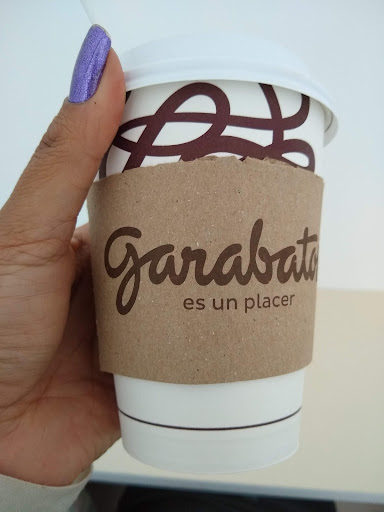 Garabato
es un placer